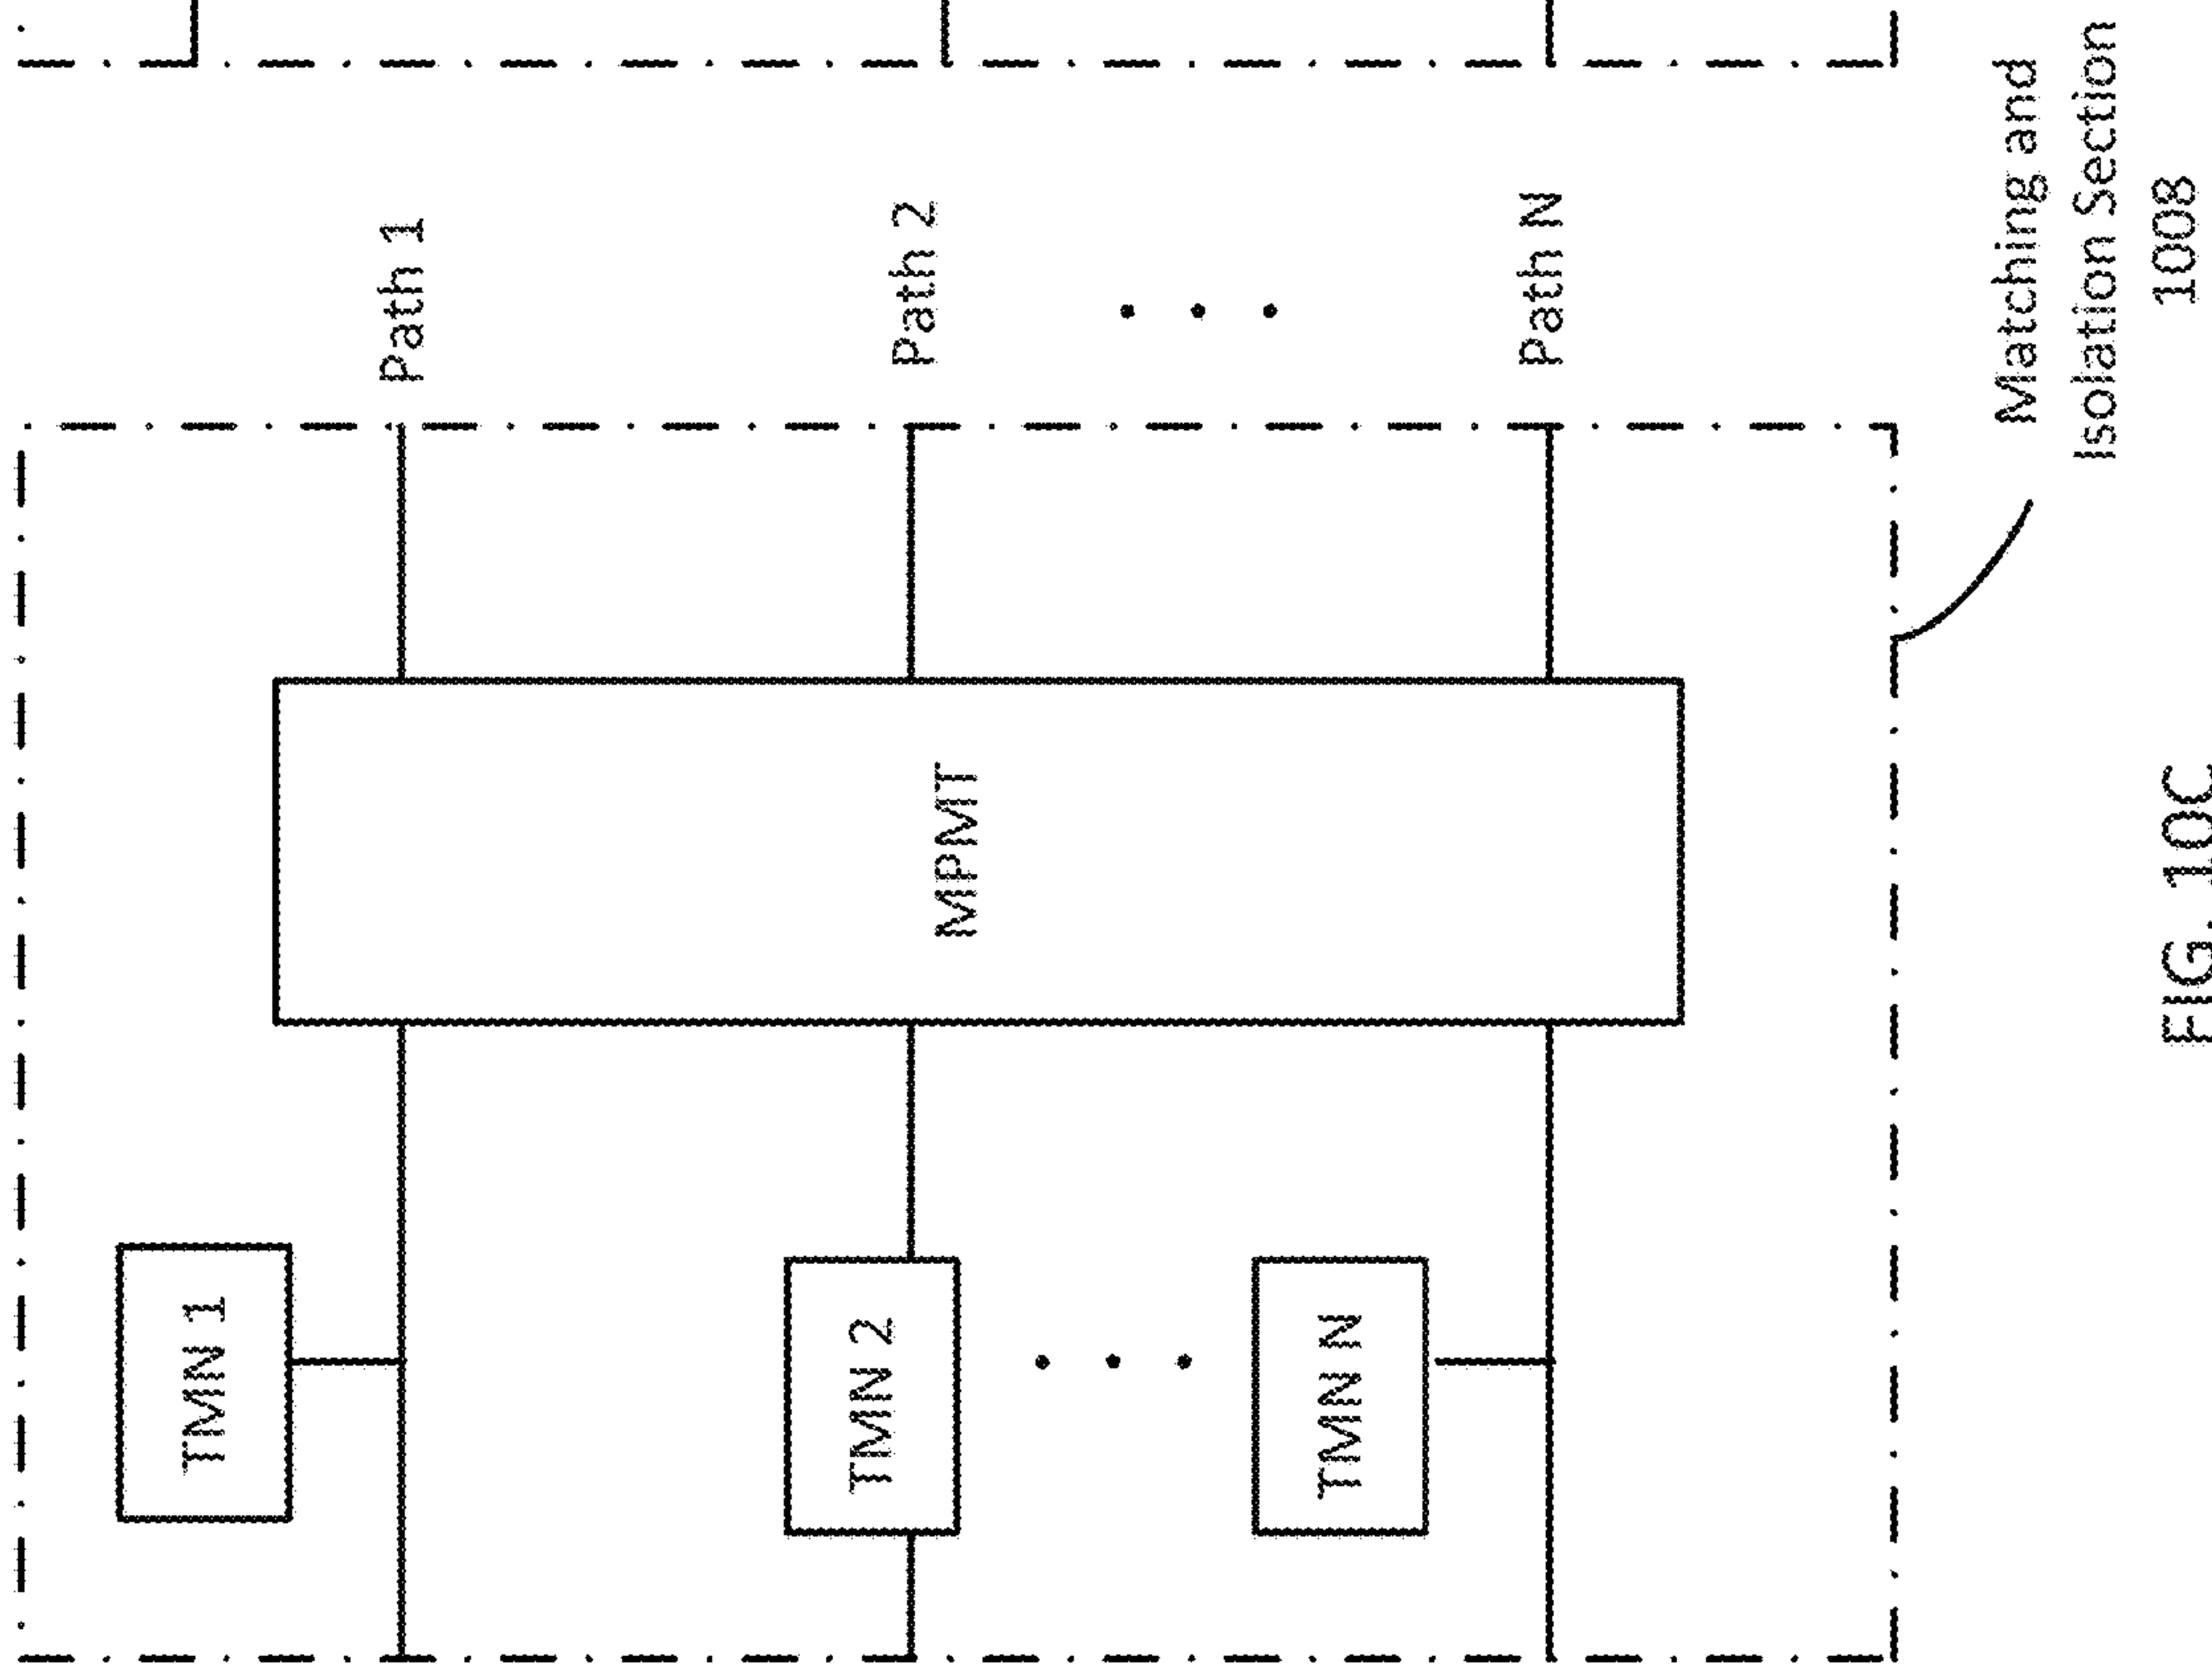 TMN 1
TMN 2
TMN N
MPMT
Path 1
Path 2
Path N
Matching and
Isolation Section
1008
FIG. 10C